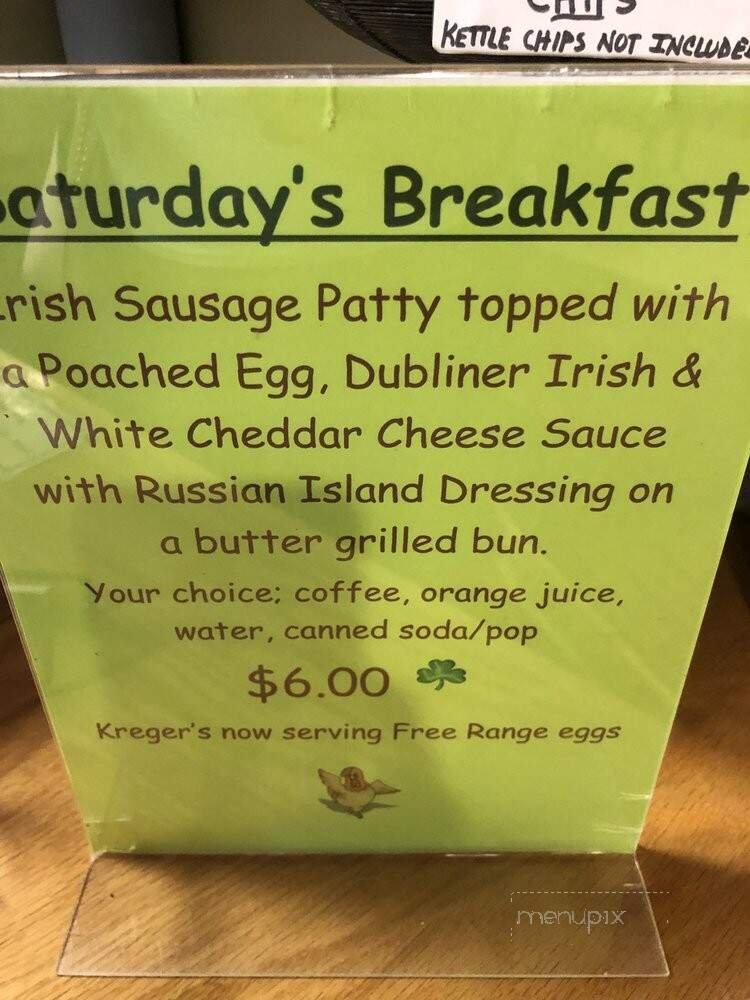 KETTLE CHIPS NOT INCLUDE
aturday's Breakfast
rish Sausage Patty topped with
a Poached Egg, Dubliner Irish &
White Cheddar Cheese Sauce
with Russian Island Dressing on
a butter grilled bun.
Your choice; coffee, orange juice,
water, canned soda/pop
$6.00
Kreger's now serving Free Range eggs
menupix